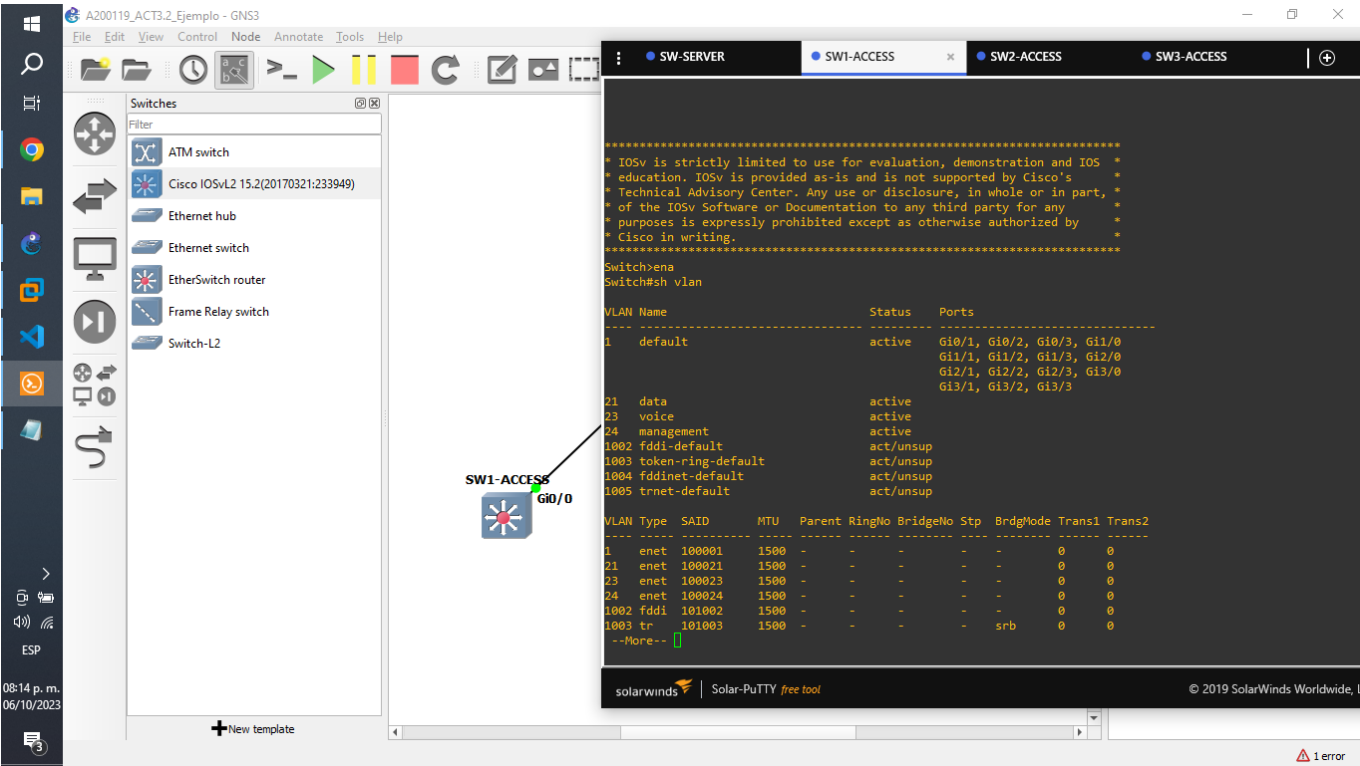 A200119_ACT3.2_Ejemplo - GNS3
File Edit View Control Node Annotate Tools Help
SW-SERVER
SW1-ACCESS ×
SW2-ACCESS
SW3-ACCESS
Switches
Filter
ATM switch
Cisco IOSvL2 15.2(20170321:233949)
Ethernet hub
Ethernet switch
EtherSwitch router
Frame Relay switch
Switch-L2
New template
SW1-ACCESS
Gi0/0
**************************************************************************
* IOSv is strictly limited to use for evaluation, demonstration and IOS  *
* education. IOSv is provided as-is and is not supported by Cisco's      *
* Technical Advisory Center. Any use or disclosure, in whole or in part, *
* of the IOSv Software or Documentation to any third party for any       *
* purposes is expressly prohibited except as otherwise authorized by     *
* Cisco in writing.                                                      *
**************************************************************************
Switch>ena
Switch#sh vlan
VLAN Name                             Status    Ports
---- -------------------------------- --------- -------------------------------
1    default                          active    Gi0/1, Gi0/2, Gi0/3, Gi1/0
                                                Gi1/1, Gi1/2, Gi1/3, Gi2/0
                                                Gi2/1, Gi2/2, Gi2/3, Gi3/0
                                                Gi3/1, Gi3/2, Gi3/3
21   data                             active
23   voice                            active
24   management                       active
1002 fddi-default                     act/unsup
1003 token-ring-default               act/unsup
1004 fddinet-default                  act/unsup
1005 trnet-default                    act/unsup
VLAN Type  SAID       MTU   Parent RingNo BridgeNo Stp  BrdgMode Trans1 Trans2
---- ----- ---------- ----- ------ ------ -------- ---- -------- ------ ------
1    enet  100001     1500  -      -      -        -    -        0      0
21   enet  100021     1500  -      -      -        -    -        0      0
23   enet  100023     1500  -      -      -        -    -        0      0
24   enet  100024     1500  -      -      -        -    -        0      0
1002 fddi  101002     1500  -      -      -        -    -        0      0
1003 tr    101003     1500  -      -      -        -    srb      0      0
 --More--
solarwinds | Solar-PuTTY free tool
© 2019 SolarWinds Worldwide, L
ESP
08:14 p. m.
06/10/2023
3
1 error